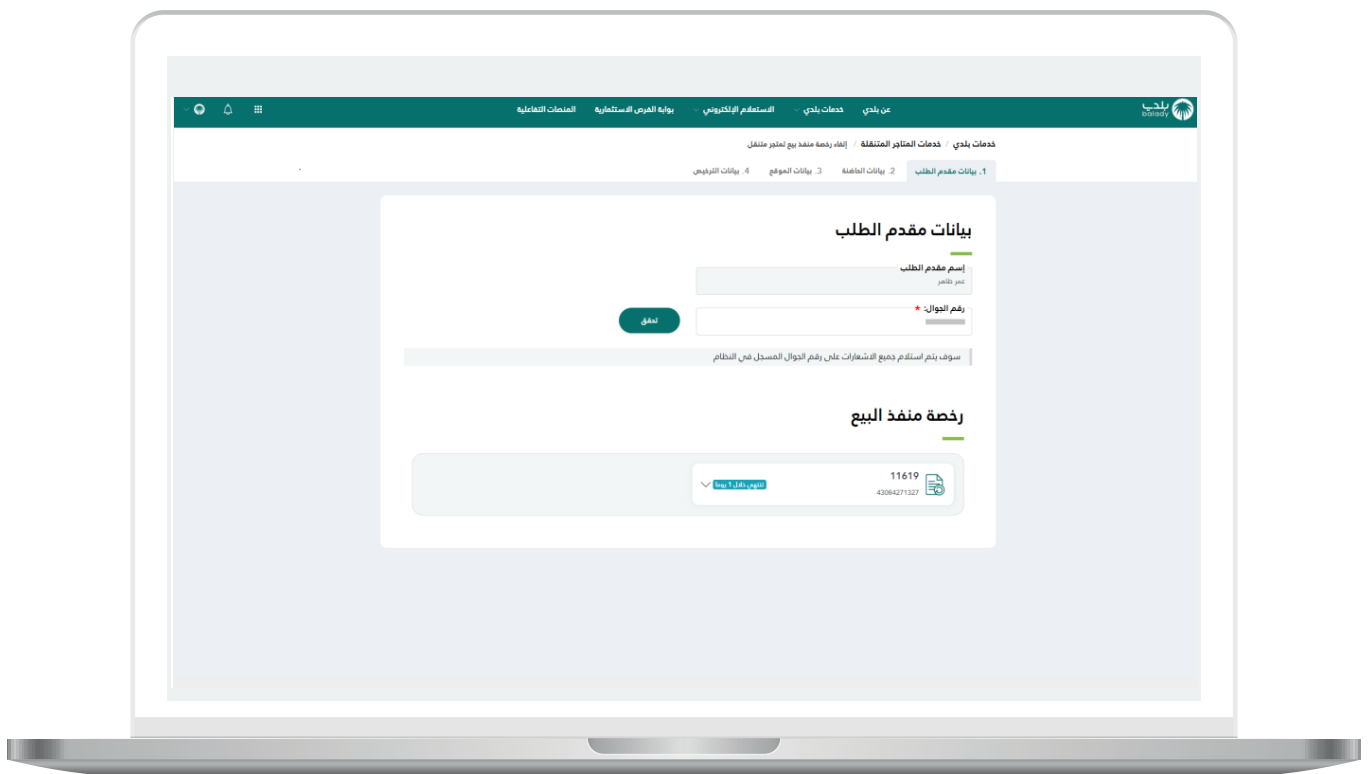 بلدي
balady
عن بلدي خدمات بلدي الاستعلام الإلكتروني بوابة الفرص الاستثمارية المنصات التفاعلية
خدمات بلدي / خدمات المتاجر المتنقلة / إلغاء رخصة منفذ بيع لمتجر متنقل
1. بيانات مقدم الطلب 2. بيانات الحاضنة 3. بيانات الموقع 4. بيانات الترخيص
بيانات مقدم الطلب
إسم مقدم الطلب
عمر طاهر
رقم الجوال: *
تحقق
سوف يتم استلام جميع الاشعارات على رقم الجوال المسجل في النظام
رخصة منفذ البيع
11619
تنتهي خلال 1 يوما
43084271327